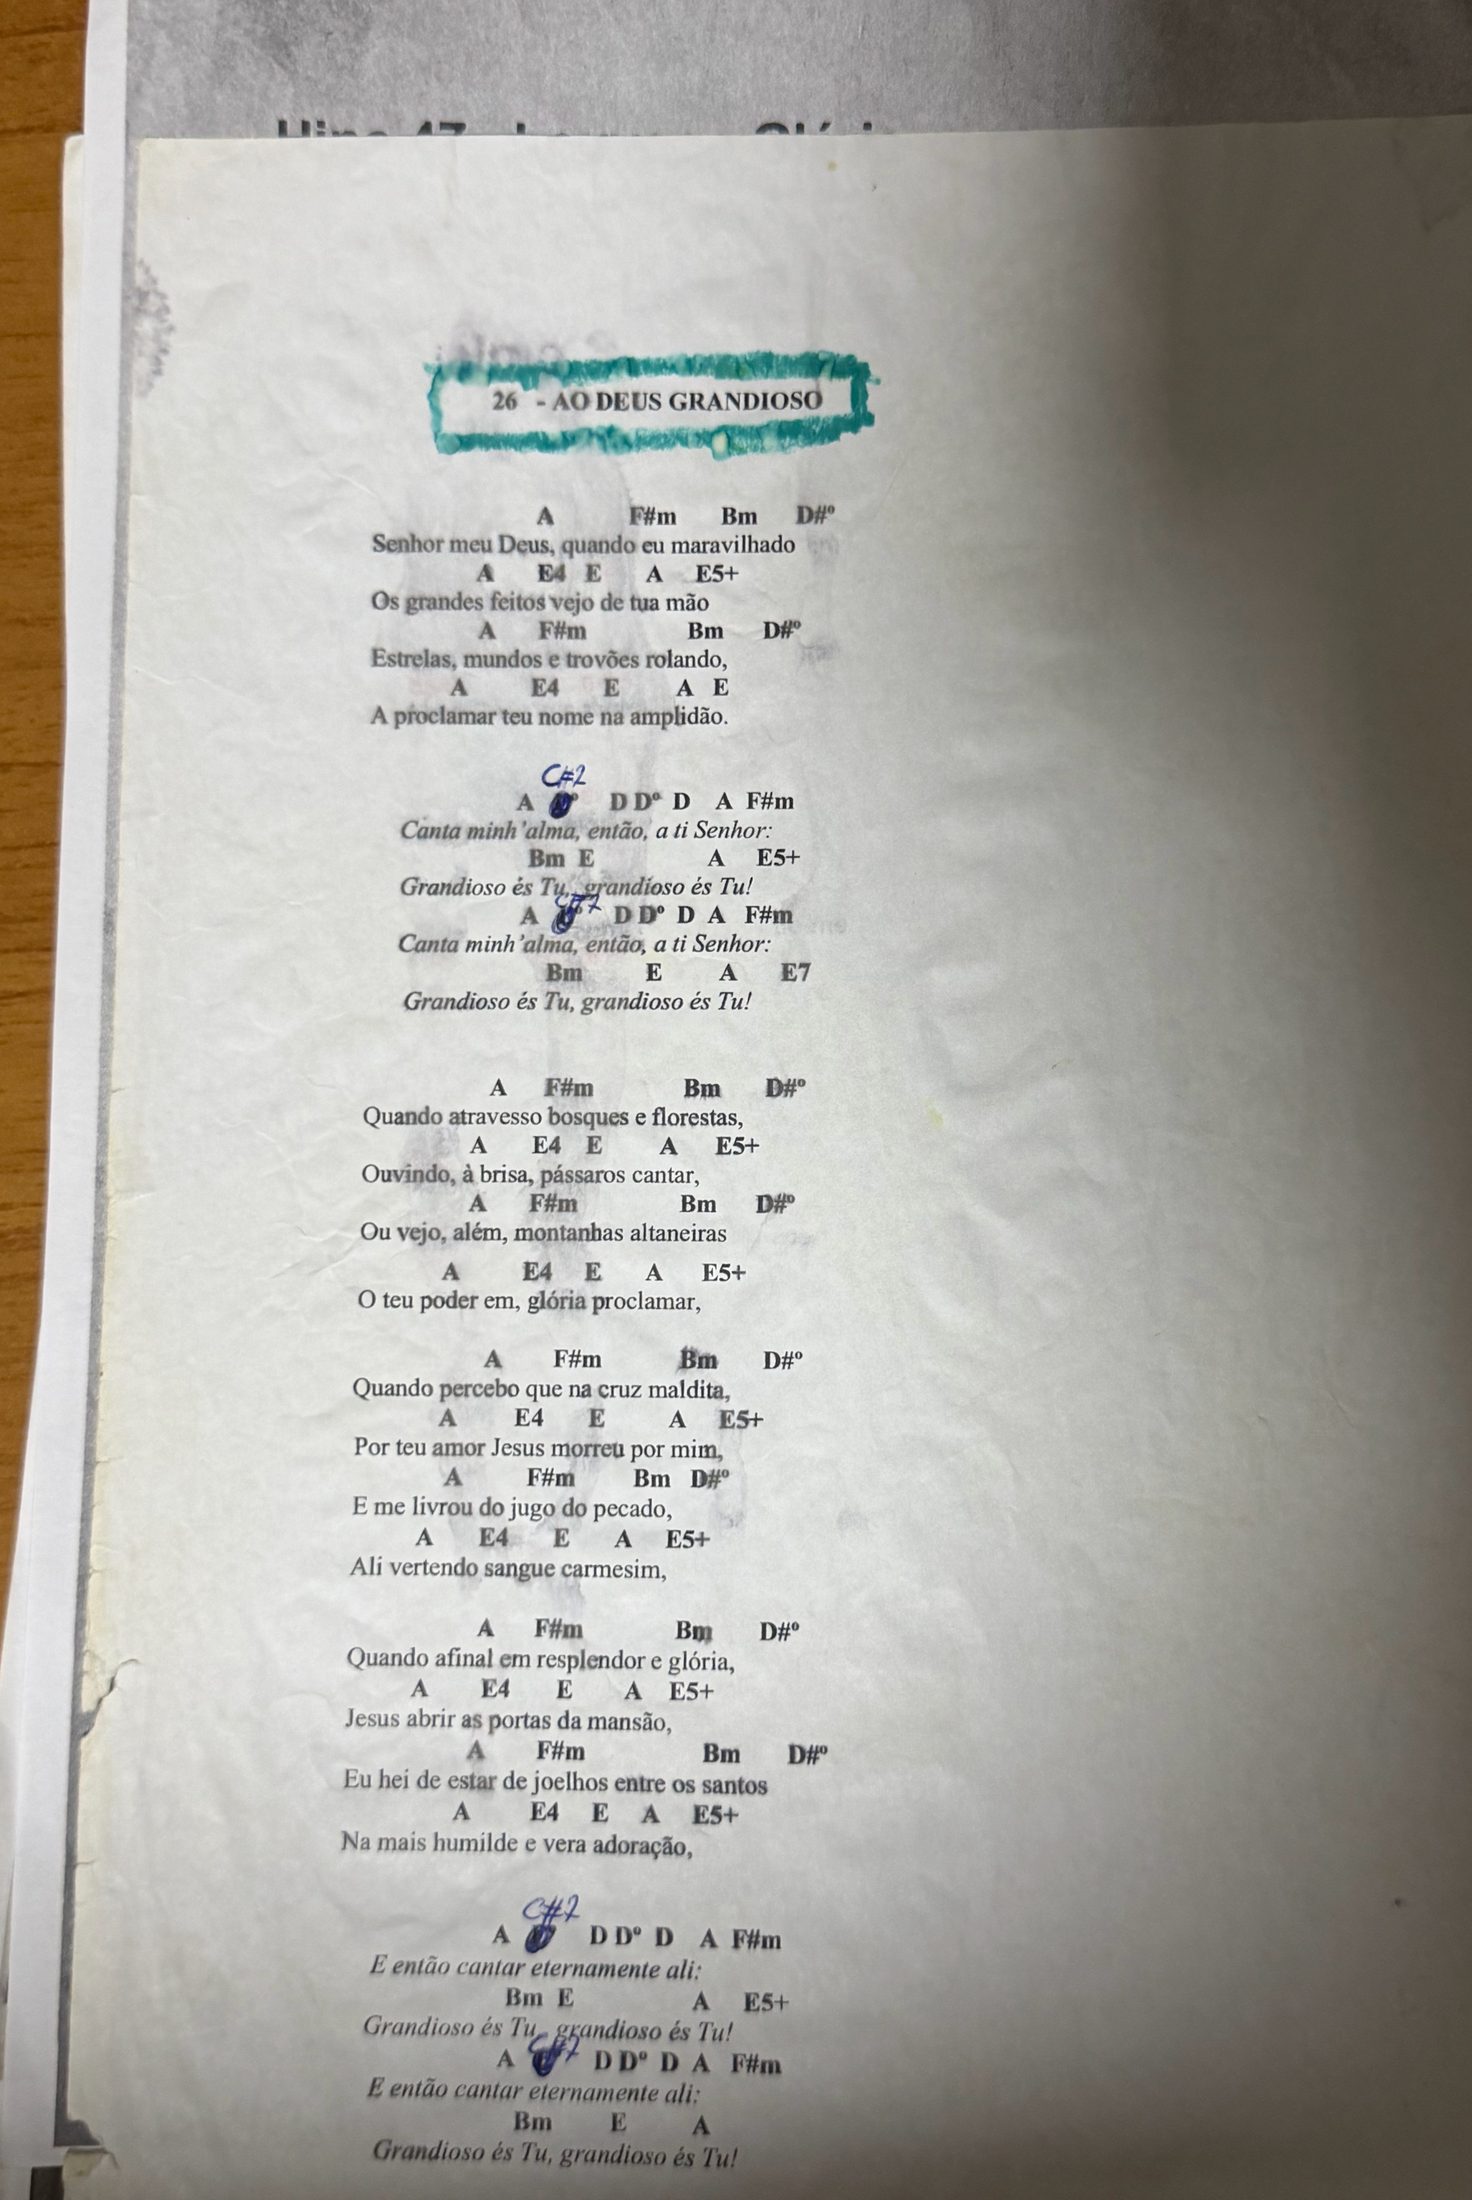 26 - AO DEUS GRANDIOSO
A F#m Bm D#º
Senhor meu Deus, quando eu maravilhado
A E4 E A E5+
Os grandes feitos vejo de tua mão
A F#m Bm D#º
Estrelas, mundos e trovões rolando,
A E4 E A E
A proclamar teu nome na amplidão.
C#7
A D Dº D A F#m
Canta minh'alma, então, a ti Senhor:
Bm E A E5+
Grandioso és Tu, grandioso és Tu!
C#7
A D Dº D A F#m
Canta minh'alma, então, a ti Senhor:
Bm E A E7
Grandioso és Tu, grandioso és Tu!
A F#m Bm D#º
Quando atravesso bosques e florestas,
A E4 E A E5+
Ouvindo, à brisa, pássaros cantar,
A F#m Bm D#º
Ou vejo, além, montanhas altaneiras
A E4 E A E5+
O teu poder em, glória proclamar,
A F#m Bm D#º
Quando percebo que na cruz maldita,
A E4 E A E5+
Por teu amor Jesus morreu por mim,
A F#m Bm D#º
E me livrou do jugo do pecado,
A E4 E A E5+
Ali vertendo sangue carmesim,
A F#m Bm D#º
Quando afinal em resplendor e glória,
A E4 E A E5+
Jesus abrir as portas da mansão,
A F#m Bm D#º
Eu hei de estar de joelhos entre os santos
A E4 E A E5+
Na mais humilde e vera adoração,
C#7
A D Dº D A F#m
E então cantar eternamente ali:
Bm E A E5+
Grandioso és Tu, grandioso és Tu!
C#7
A D Dº D A F#m
E então cantar eternamente ali:
Bm E A
Grandioso és Tu, grandioso és Tu!